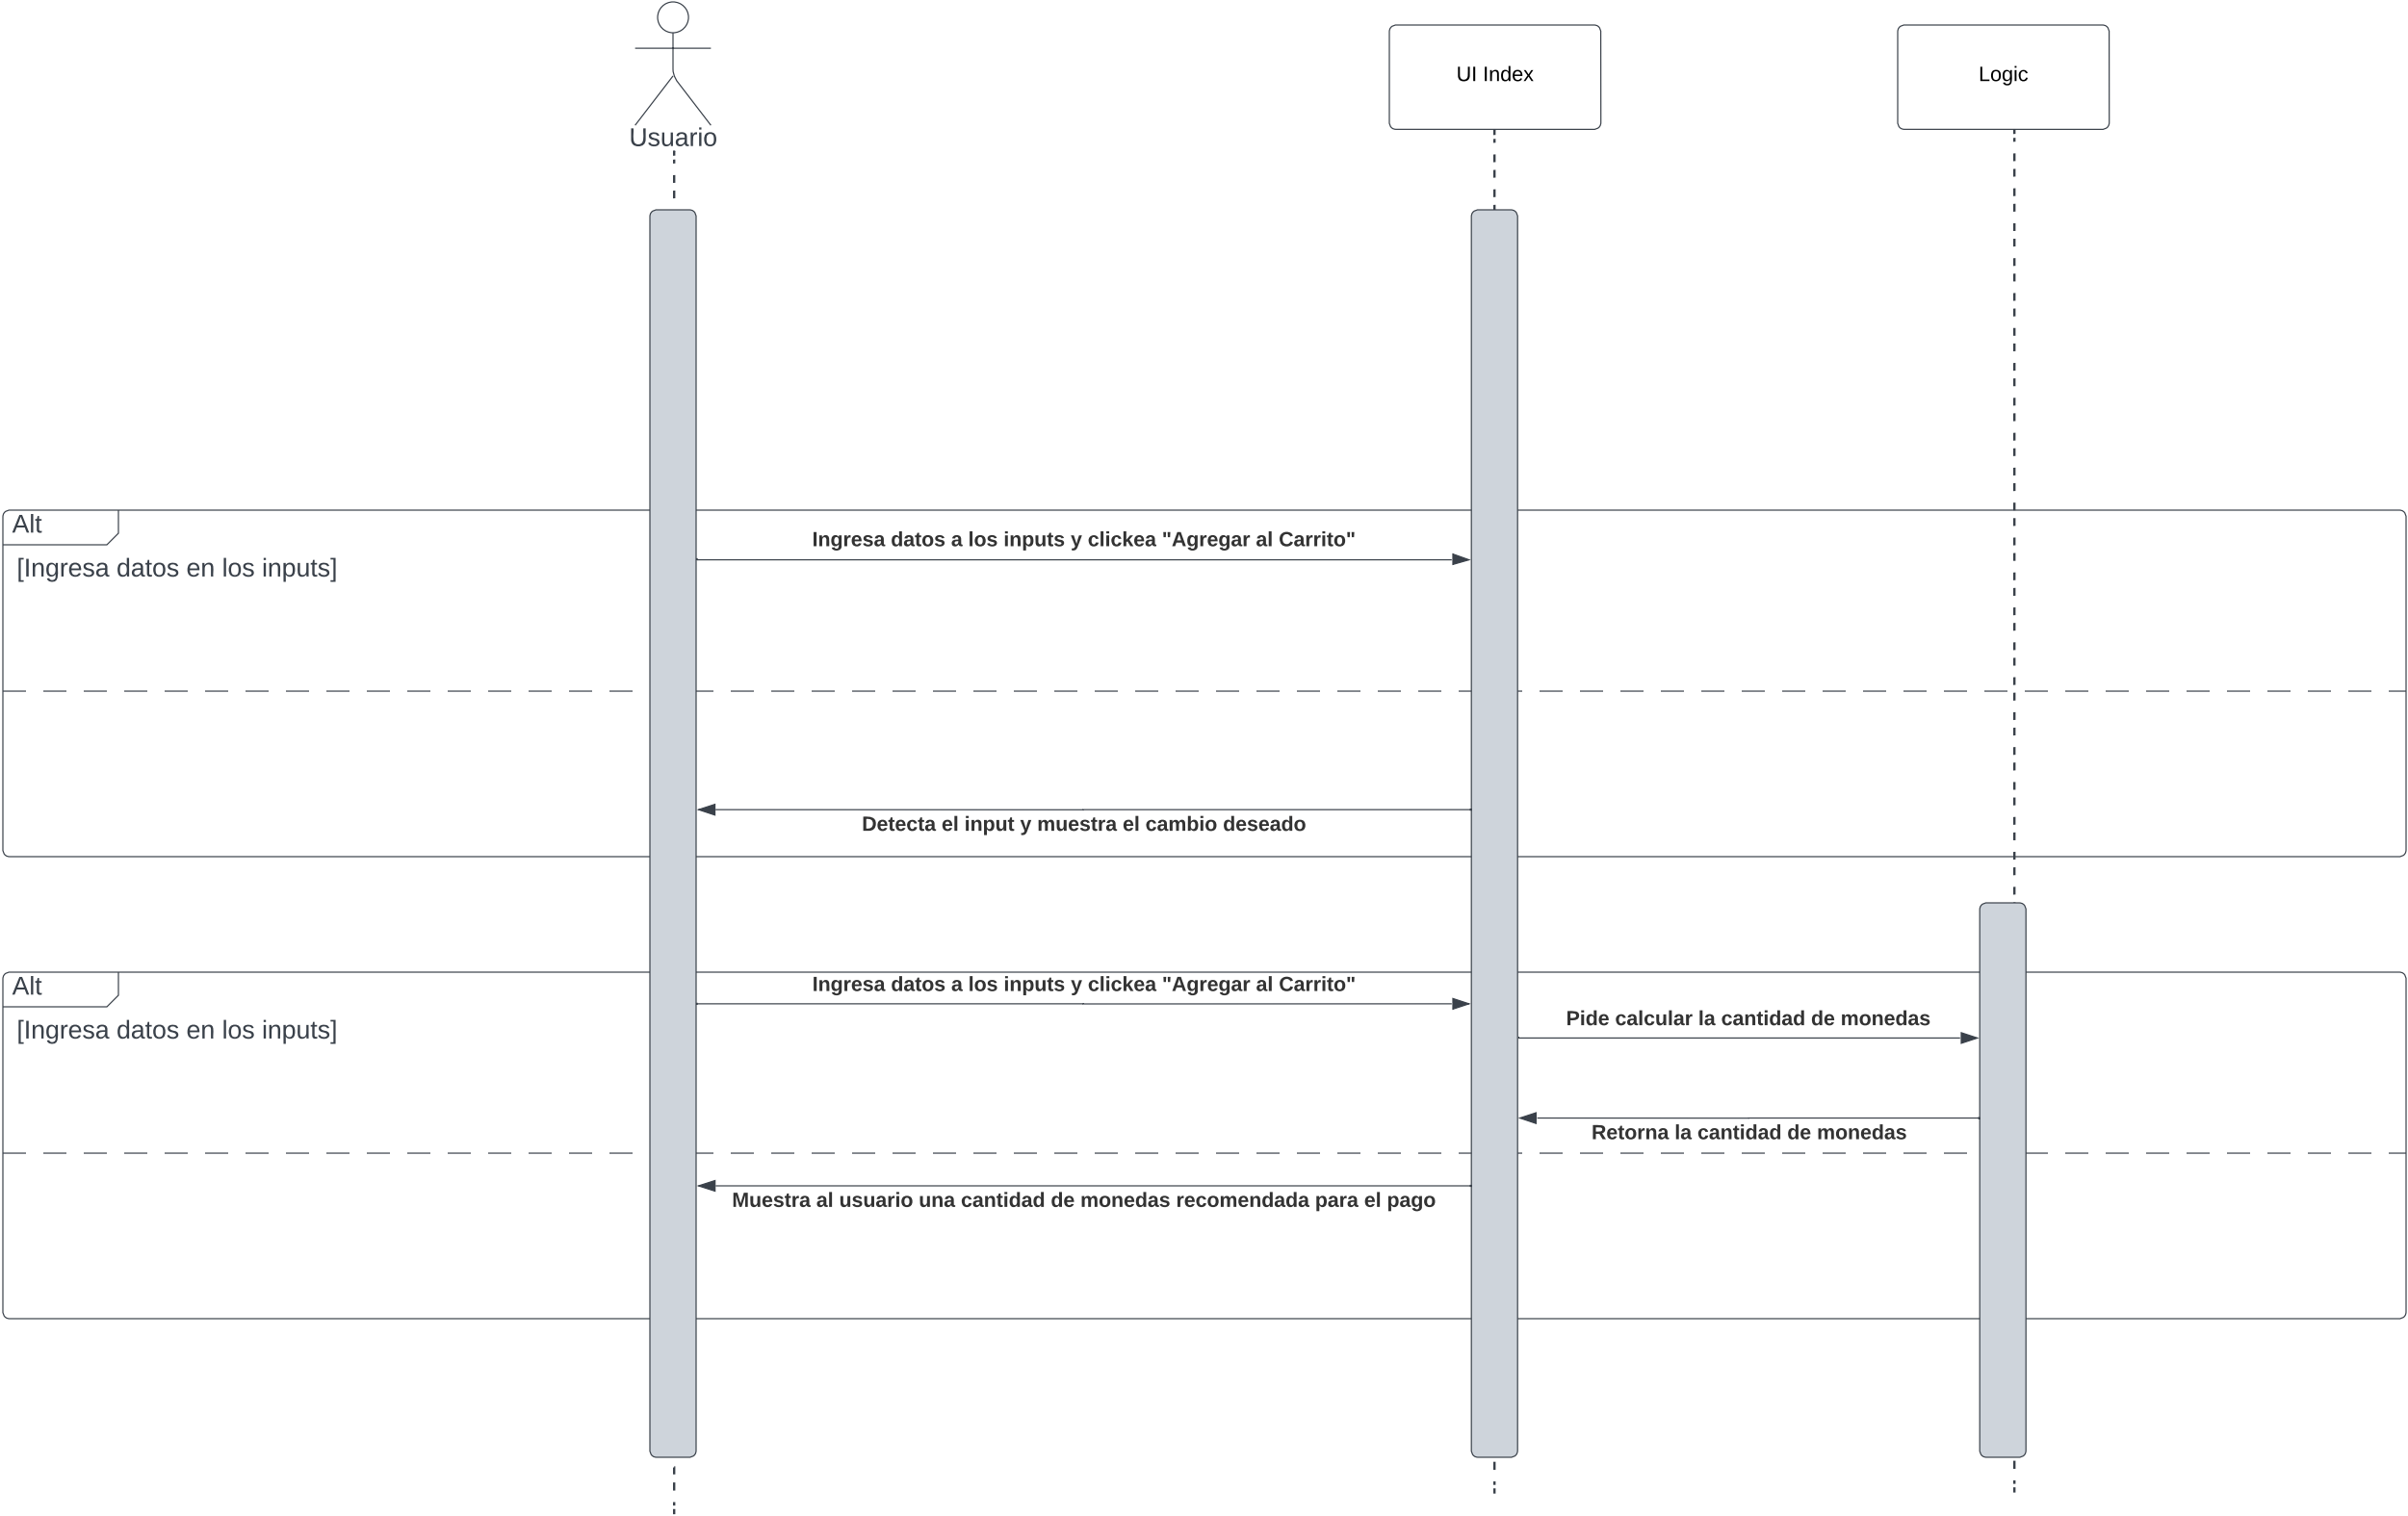 Usuario
UI Index
Logic
Alt
Ingresa datos a los inputs y clickea "Agregar al Carrito"
[Ingresa datos en los inputs]
Detecta el input y muestra el cambio deseado
Alt
Ingresa datos a los inputs y clickea "Agregar al Carrito"
[Ingresa datos en los inputs]
Pide calcular la cantidad de monedas
Retorna la cantidad de monedas
Muestra al usuario una cantidad de monedas recomendada para el pago